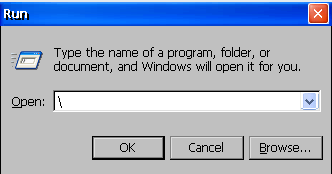 Run
Type the name of a program, folder, or
document, and Windows will open it for you.
Open: \
OK Cancel Browse...